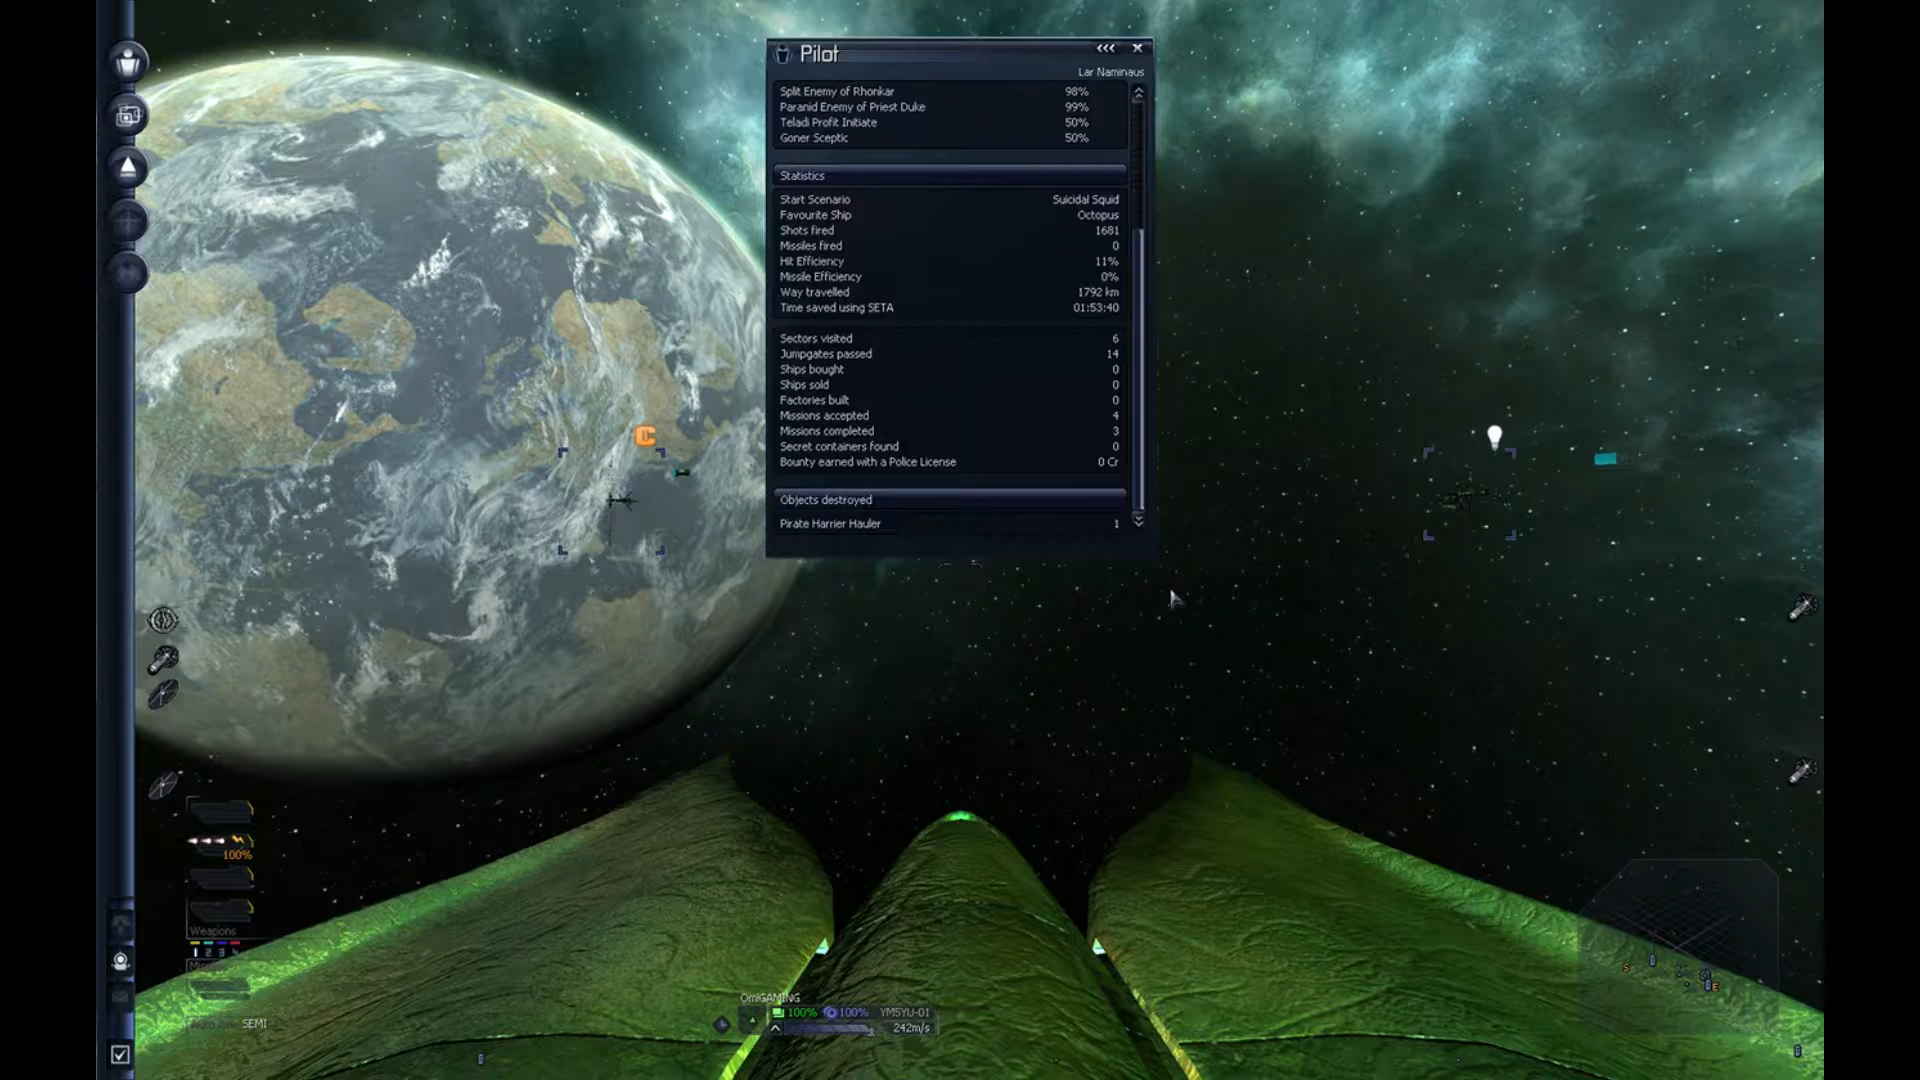 Pilot
Lar Naminaus
Split Enemy of Rhonkar 98%
Paranid Enemy of Priest Duke 99%
Teladi Profit Initiate 50%
Goner Sceptic 50%
Statistics
Start Scenario Suicidal Squid
Favourite Ship Octopus
Shots fired 1681
Missiles fired 0
Hit Efficiency 11%
Missile Efficiency 0%
Way travelled 1792 km
Time saved using SETA 01:53:40
Sectors visited 6
Jumpgates passed 14
Ships bought 0
Ships sold 0
Factories built 0
Missions accepted 4
Missions completed 3
Secret containers found 0
Bounty earned with a Police License 0 Cr
Objects destroyed
Pirate Harrier Hauler 1
100%
Weapons
1 2 3 4
SEMI
OmiGAMING
100% 100% YM5YU-01
242m/s
S
E